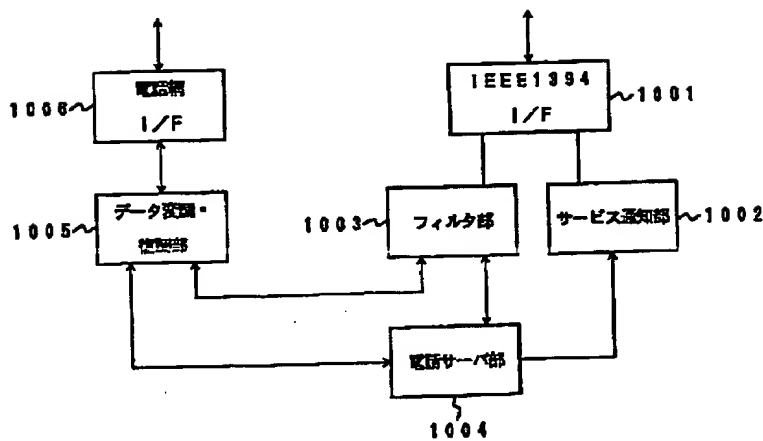 電話網
I/F
1006
IEEE1394
I/F
1001
データ変調・
復調部
1005
フィルタ部
1003
サービス通知部
1002
電話サーバ部
1004